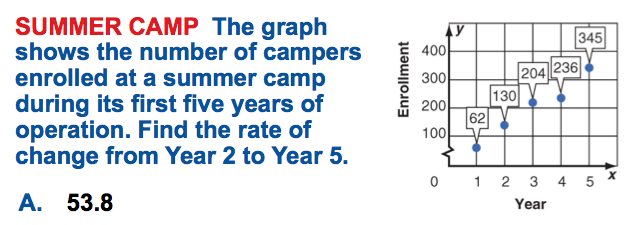 SUMMER CAMP The graph
shows the number of campers
enrolled at a summer camp
during its first five years of
operation. Find the rate of
change from Year 2 to Year 5.
A. 53.8
y
345
400
300
204 236
130
200
62
100
Enrollment
0 1 2 3 4 5 x
Year